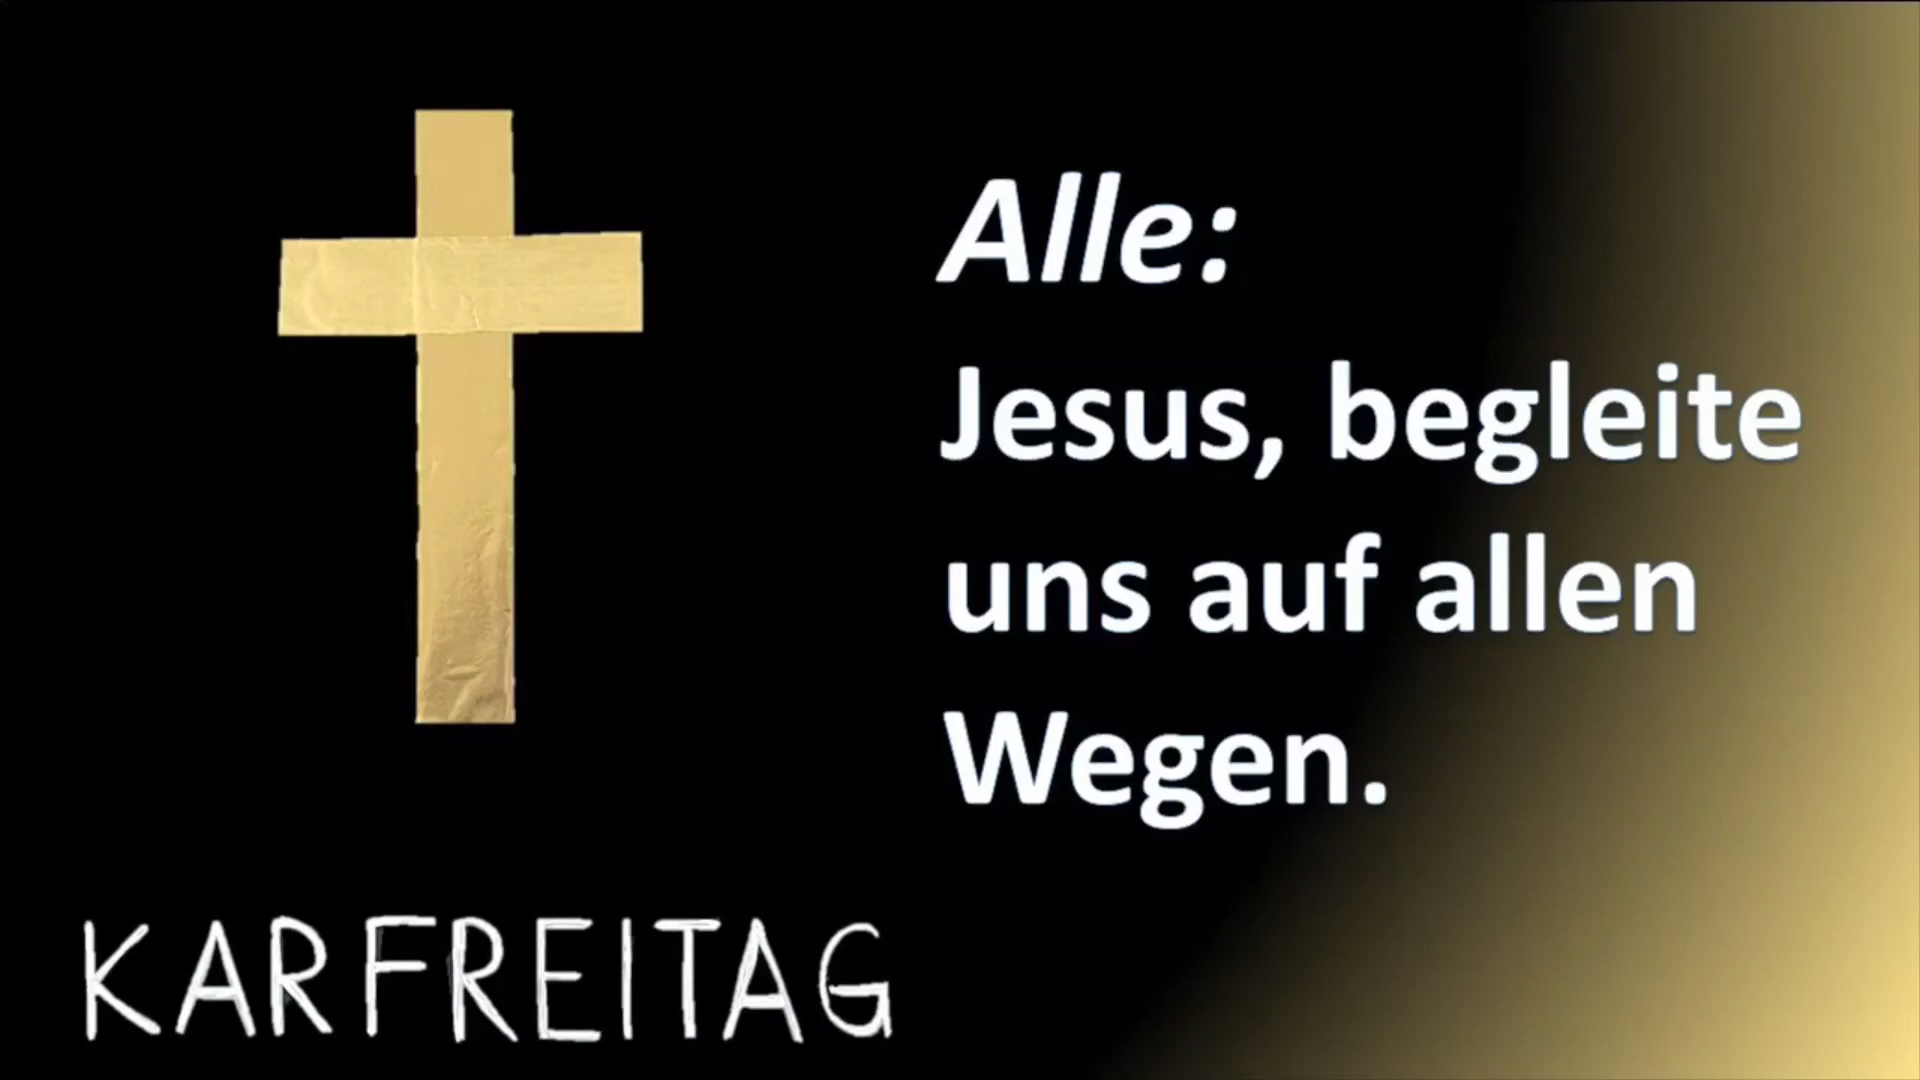 Alle:
Jesus, begleite
uns auf allen
Wegen.
KARFREITAG